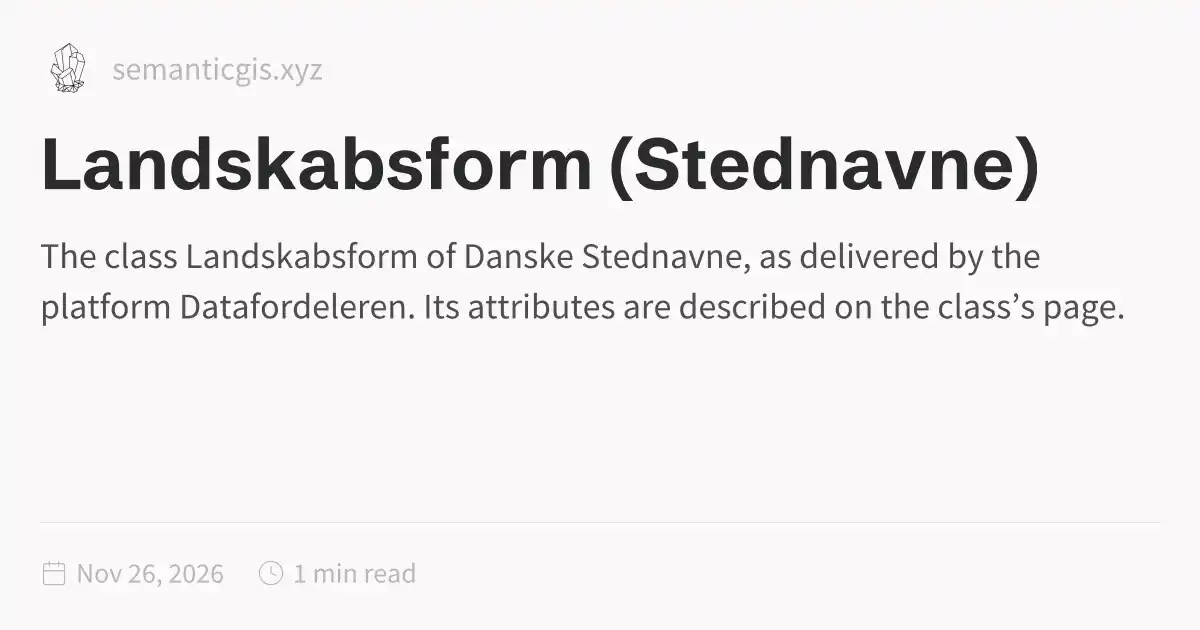 semanticgis.xyz
Landskabsform (Stednavne)
The class Landskabsform of Danske Stednavne, as delivered by the
platform Datafordeleren. Its attributes are described on the class’s page.
Nov 26, 2026 1 min read